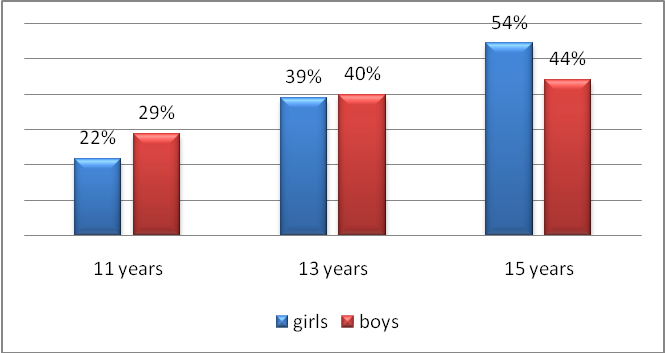 54%
44%
39% 40%
29%
22%
11 years 13 years 15 years
girls boys